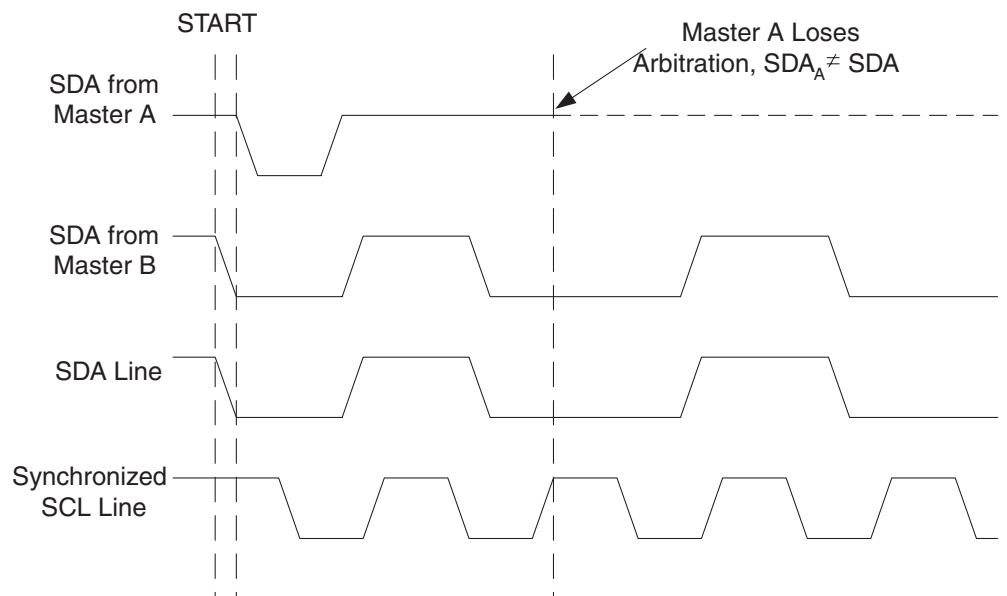 START
Master A Loses
Arbitration, SDA_A ≠ SDA
SDA from
Master A
SDA from
Master B
SDA Line
Synchronized
SCL Line